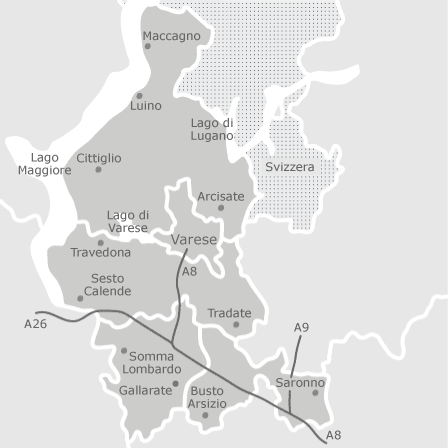 Maccagno
Luino
Lago di
Lugano
Lago
Maggiore
Cittiglio
Svizzera
Arcisate
Lago di
Varese
Varese
Travedona
A8
Sesto
Calende
Tradate
A26
A9
Somma
Lombardo
Saronno
Gallarate
Busto
Arsizio
A8